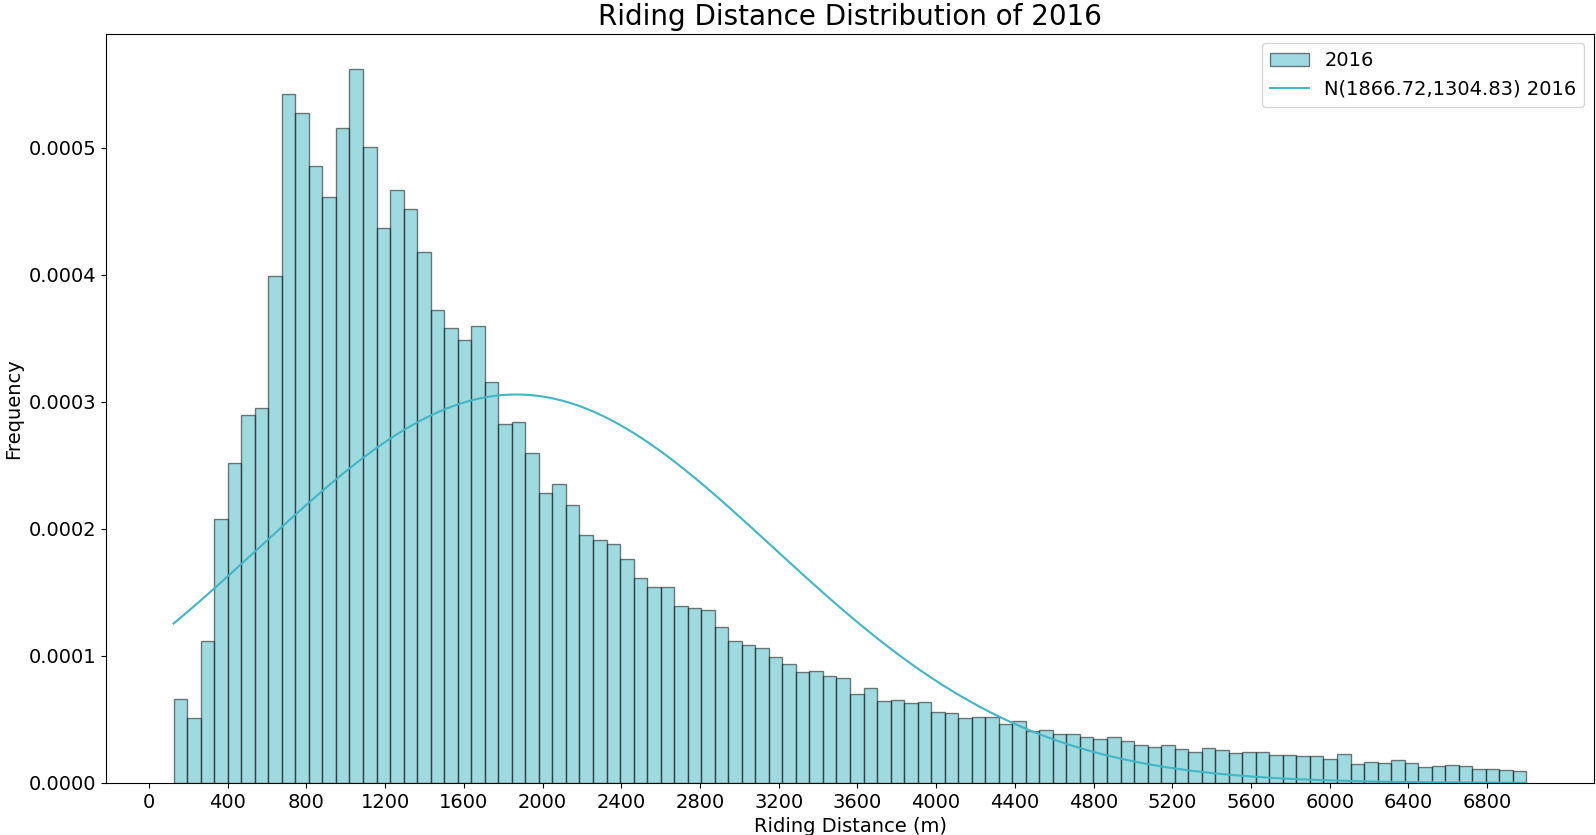 Riding Distance Distribution of 2016
2016
N(1866.72,1304.83) 2016
Frequency
0.0005
0.0004
0.0003
0.0002
0.0001
0.0000
0 400 800 1200 1600 2000 2400 2800 3200 3600 4000 4400 4800 5200 5600 6000 6400 6800
Riding Distance (m)